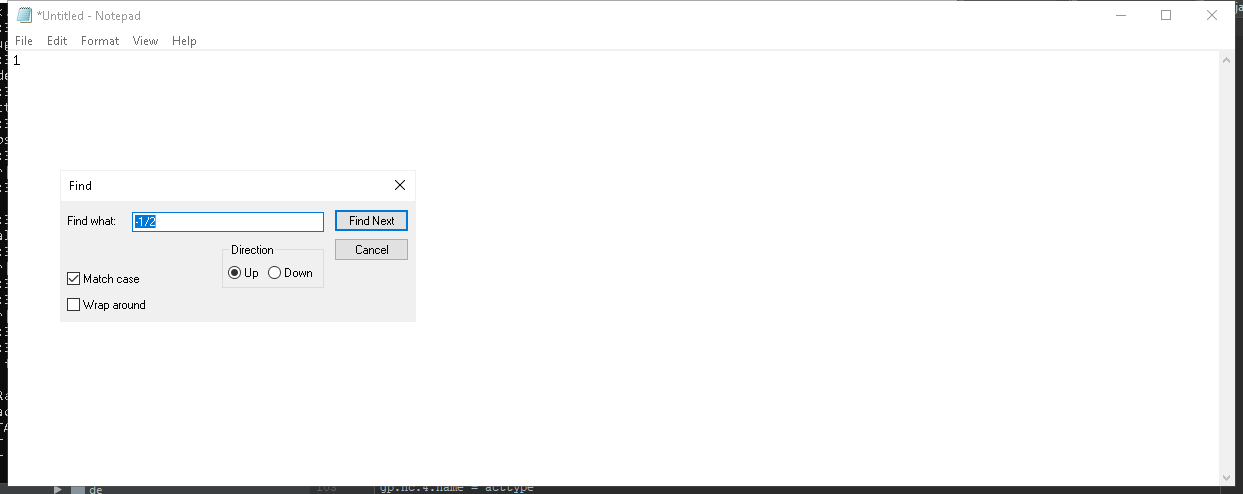 *Untitled - Notepad
File Edit Format View Help
1
Find
Find what: -1/2 Find Next
Direction Cancel
Up Down
Match case
Wrap around
de
gp.nc.4.name = acttype